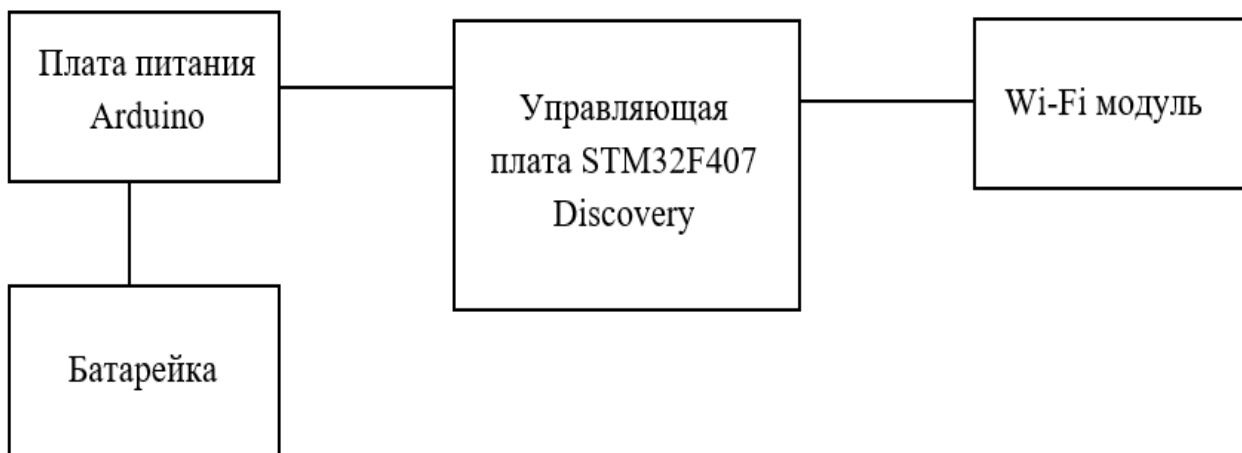 Плата питания
Arduino
Управляющая
плата STM32F407
Discovery
Wi-Fi модуль
Батарейка